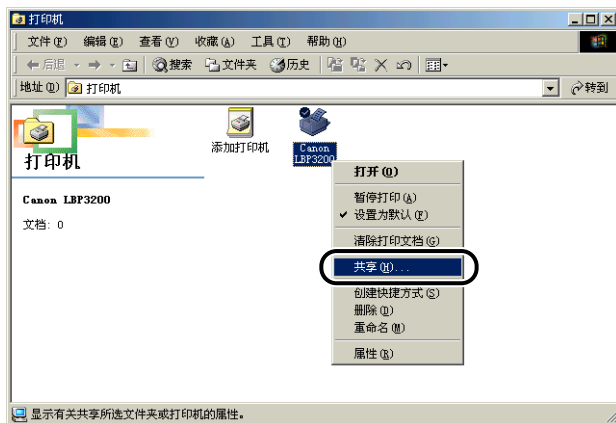 打印机
文件(F) 编辑(E) 查看(V) 收藏(A) 工具(T) 帮助(H)
后退 搜索 文件夹 历史
地址(D) 打印机 转到
打印机
Canon LBP3200
文档: 0
添加打印机
Canon
LBP3200
打开(O)
暂停打印(A)
设置为默认(F)
清除打印文档(G)
共享(H)...
创建快捷方式(S)
删除(D)
重命名(M)
属性(R)
显示有关共享所选文件夹或打印机的属性。